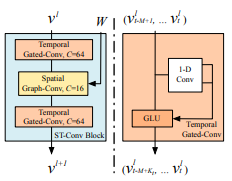 v^l
W
Temporal
Gated-Conv, C=64
Spatial
Graph-Conv, C=16
Temporal
Gated-Conv, C=64
ST-Conv Block
v^{l+1}
(v^l_{t-M+1}, ... v^l_t)
1-D
Conv
GLU
Temporal
Gated-Conv
(v^l_{t-M+K_t}, ... v^l_t)